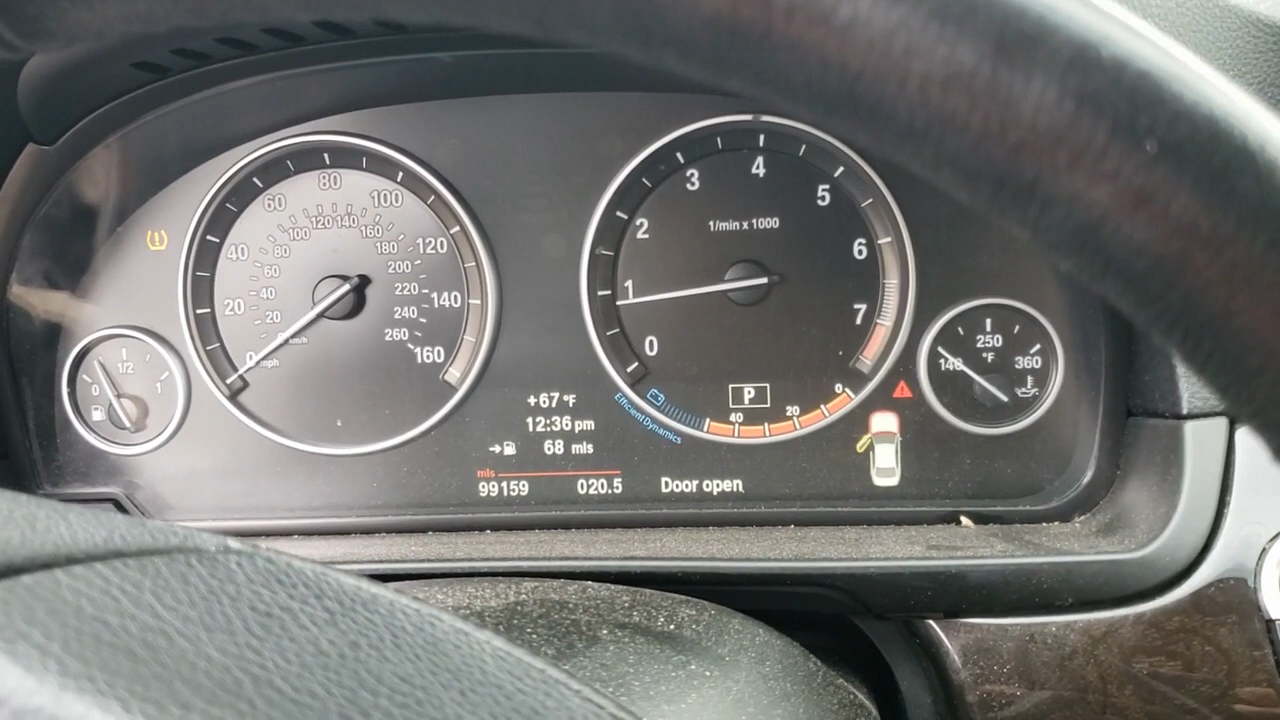 80
60 100
120 140
100 160
40 80 180 120
60 200
40 220
20 20 240 140
0 km/h 260
0 mph 160
1/2
0 1
4
3 5
1/min x 1000
2 6
1 7
0
P
40 20 0
EfficientDynamics
250
°F
140 360
+67 °F
12:36 pm
68 mls
mls
99159 020.5 Door open